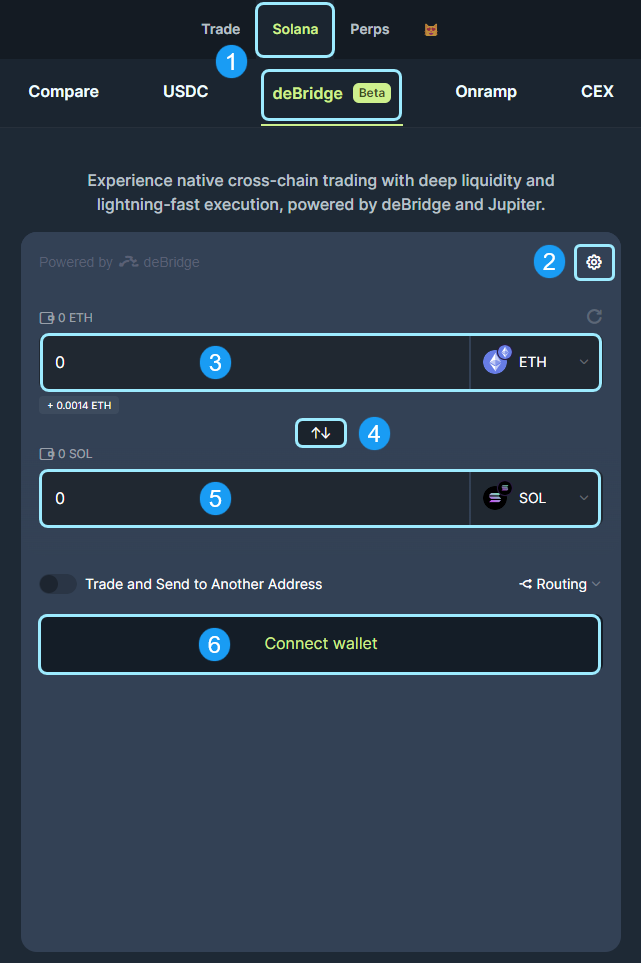 Trade Solana Perps
1
Compare USDC deBridge Beta Onramp CEX
Experience native cross-chain trading with deep liquidity and
lightning-fast execution, powered by deBridge and Jupiter.
Powered by deBridge 2
0 ETH
0 3 ETH
+ 0.0014 ETH
4
0 SOL
0 5 SOL
Trade and Send to Another Address Routing
6 Connect wallet